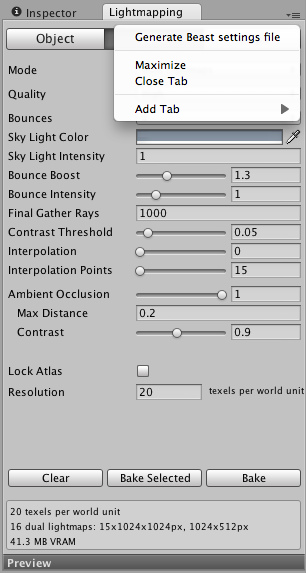 Inspector
Lightmapping
Object
Generate Beast settings file
Maximize
Close Tab
Add Tab
Mode
Quality
Bounces
Sky Light Color
Sky Light Intensity 1
Bounce Boost 1.3
Bounce Intensity 1
Final Gather Rays 1000
Contrast Threshold 0.05
Interpolation 0
Interpolation Points 15
Ambient Occlusion 1
Max Distance 0.2
Contrast 0.9
Lock Atlas
Resolution 20 texels per world unit
Clear Bake Selected Bake
20 texels per world unit
16 dual lightmaps: 15x1024x1024px, 1024x512px
41.3 MB VRAM
Preview